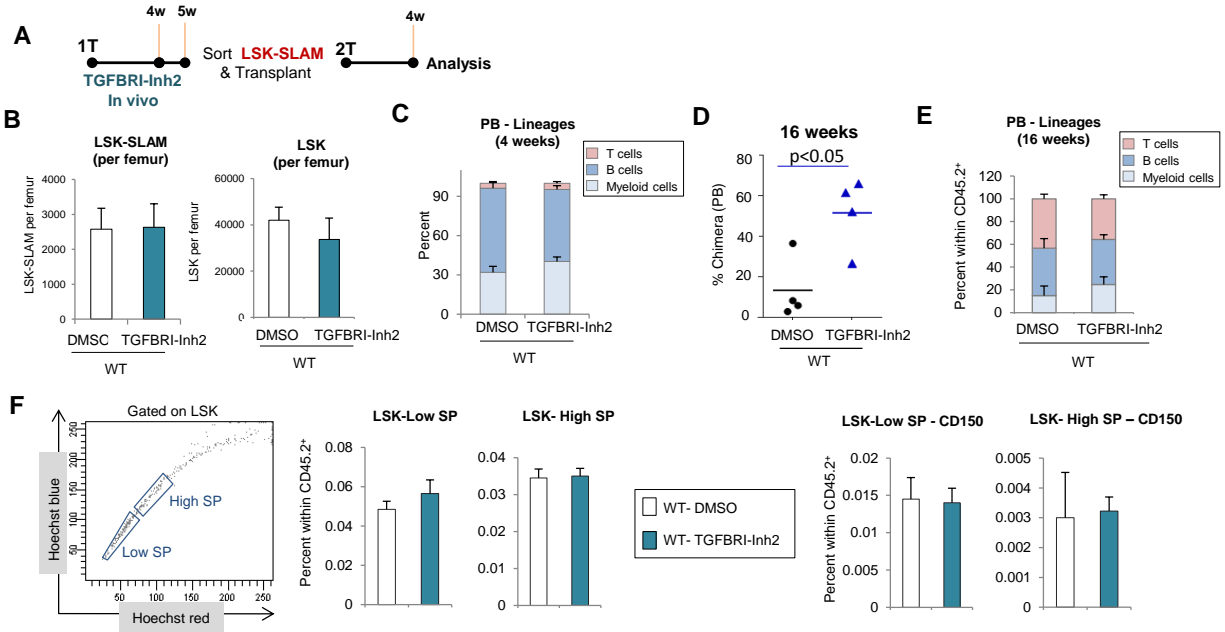 A
4w
5w
4w
1T
Sort LSK-SLAM
& Transplant
2T
Analysis
TGFBRI-Inh2
In vivo
B
LSK-SLAM
(per femur)
LSK-SLAM per femur
4000
3000
2000
1000
0
DMSO
TGFBRI-Inh2
WT
LSK
(per femur)
LSK per femur
60000
40000
20000
0
DMSO
TGFBRI-Inh2
WT
C
PB - Lineages
(4 weeks)
T cells
B cells
Myeloid cells
Percent
90
60
30
0
DMSO
TGFBRI-Inh2
WT
D
16 weeks
p<0.05
% Chimera (PB)
80
60
40
20
0
DMSO
TGFBRI-Inh2
WT
E
PB - Lineages
(16 weeks)
T cells
B cells
Myeloid cells
Percent within CD45.2+
120
100
80
60
40
20
0
DMSO
TGFBRI-Inh2
WT
F
Gated on LSK
Hoechst blue
250
200
150
100
50
High SP
Low SP
50
100
150
200
250
Hoechst red
LSK-Low SP
Percent within CD45.2+
0.08
0.06
0.04
0.02
0
LSK- High SP
0.04
0.03
0.02
0.01
0
WT- DMSO
WT- TGFBRI-Inh2
LSK-Low SP - CD150
Percent within CD45.2+
0.02
0.015
0.01
0.005
0
LSK- High SP – CD150
0.005
0.004
0.003
0.002
0.001
0